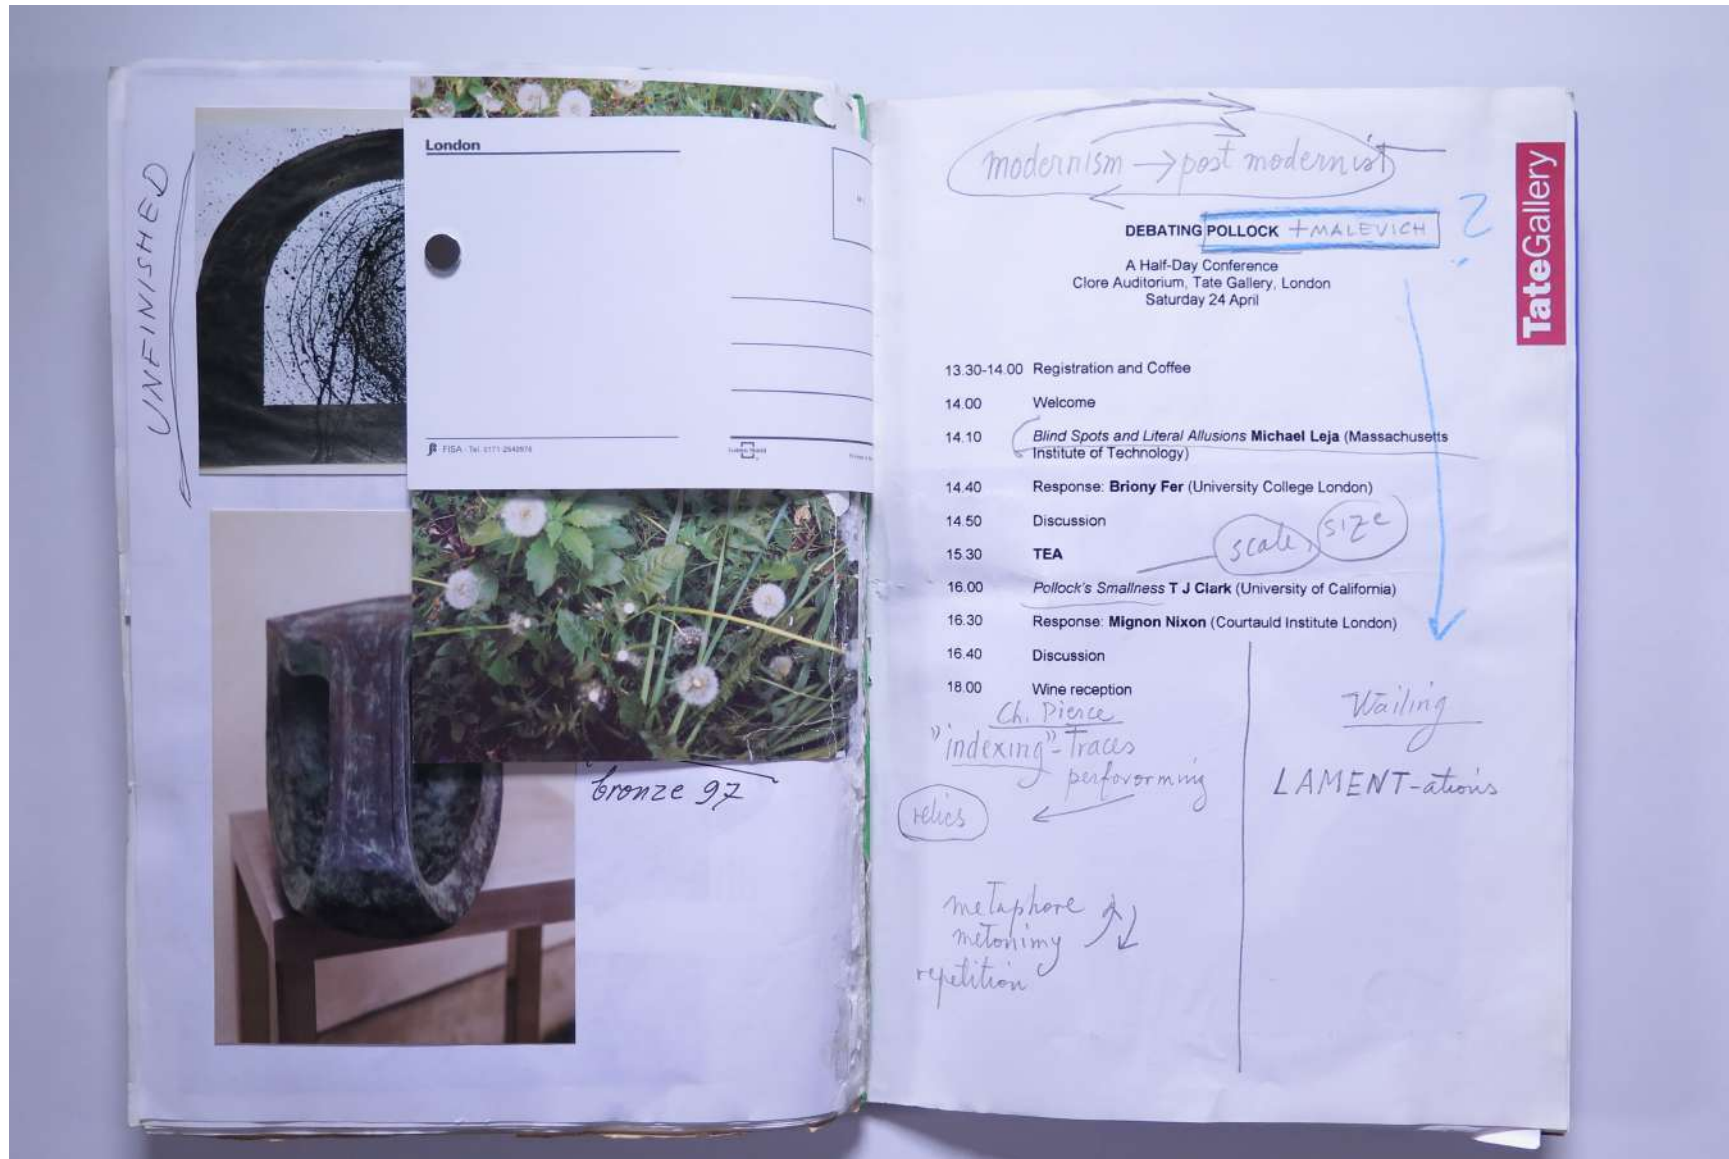 UNFINISHED
London
FISA - Tel. 0171-2640974
bronze 97
modernism → post modernist
DEBATING POLLOCK + MALEVICH ?
A Half-Day Conference
Clore Auditorium, Tate Gallery, London
Saturday 24 April
TateGallery
13.30-14.00 Registration and Coffee
14.00 Welcome
14.10 Blind Spots and Literal Allusions Michael Leja (Massachusetts
Institute of Technology)
14.40 Response: Briony Fer (University College London)
14.50 Discussion
scale, size
15.30 TEA
16.00 Pollock's Smallness T J Clark (University of California)
16.30 Response: Mignon Nixon (Courtauld Institute London)
16.40 Discussion
18.00 Wine reception
Ch. Pierce
"indexing" - Traces
perfovorming
relics
metaphore
metonimy
repetition
Wailing
LAMENT-ations